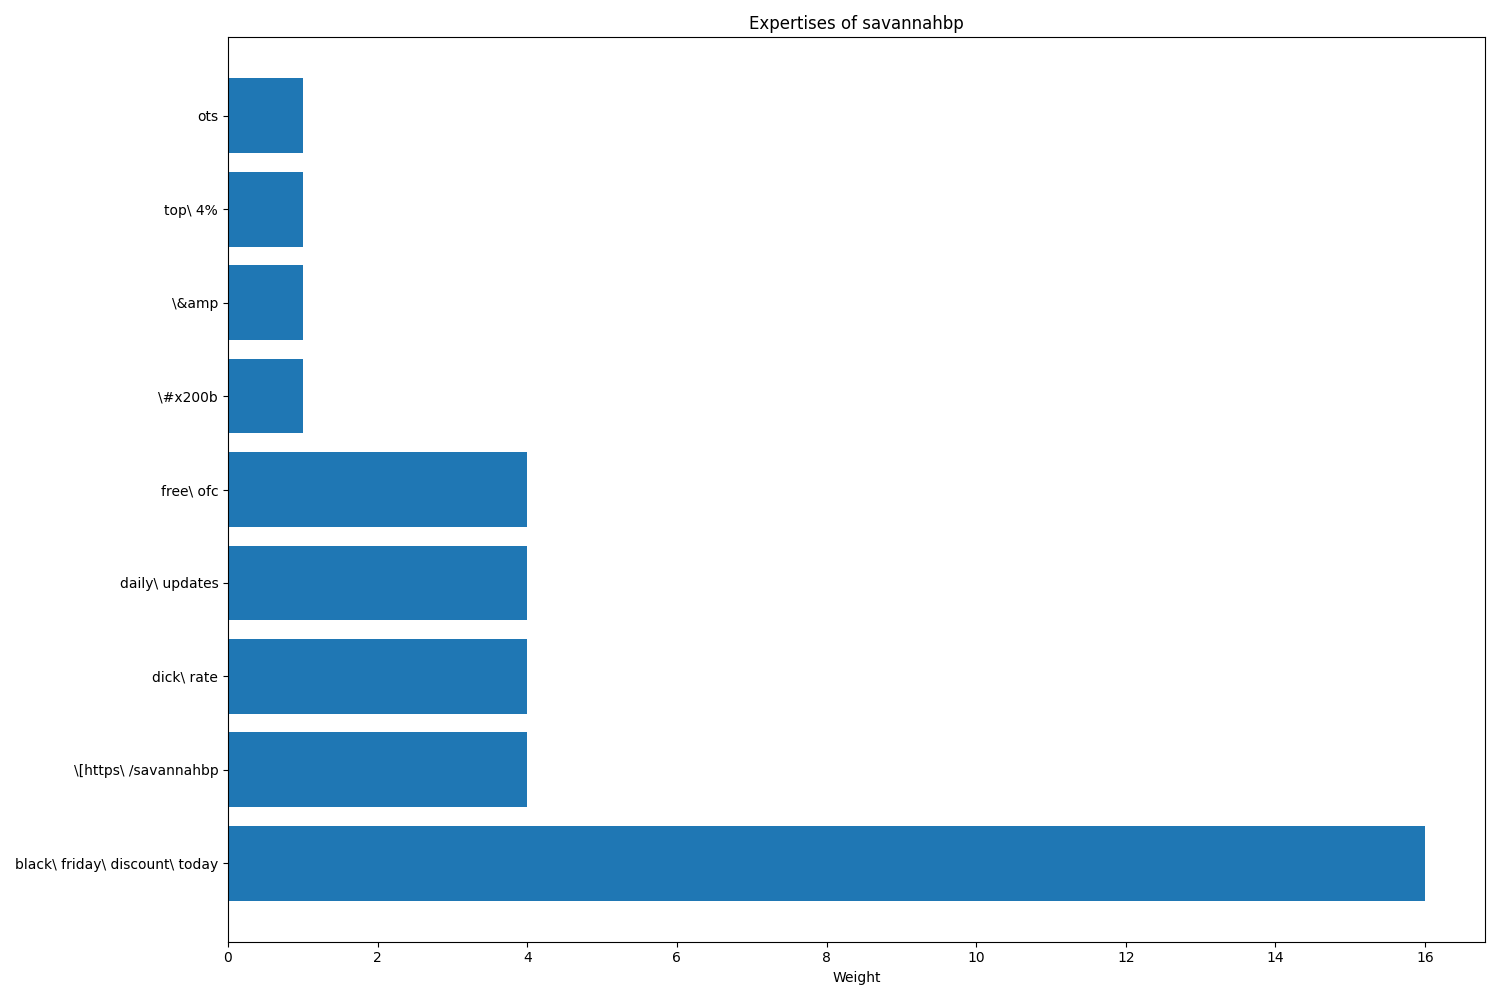 Expertises of savannahbp
ots
top\ 4%
\&amp
\#x200b
free\ ofc
daily\ updates
dick\ rate
\[https\ /savannahbp
black\ friday\ discount\ today
0 2 4 6 8 10 12 14 16
Weight